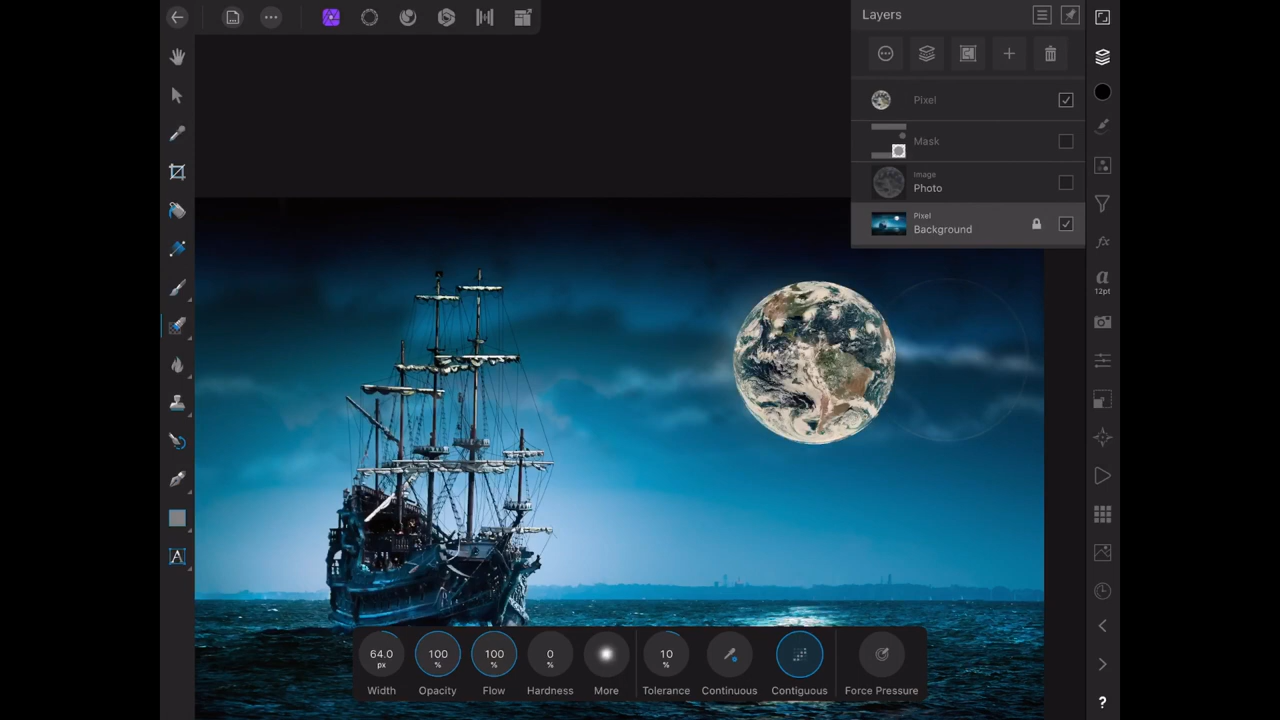 Layers
Pixel
Mask
Image
Photo
Pixel
Background
a
12pt
A
64.0
px
Width
100
%
Opacity
100
%
Flow
0
%
Hardness
More
10
%
Tolerance
Continuous
Contiguous
Force Pressure
?